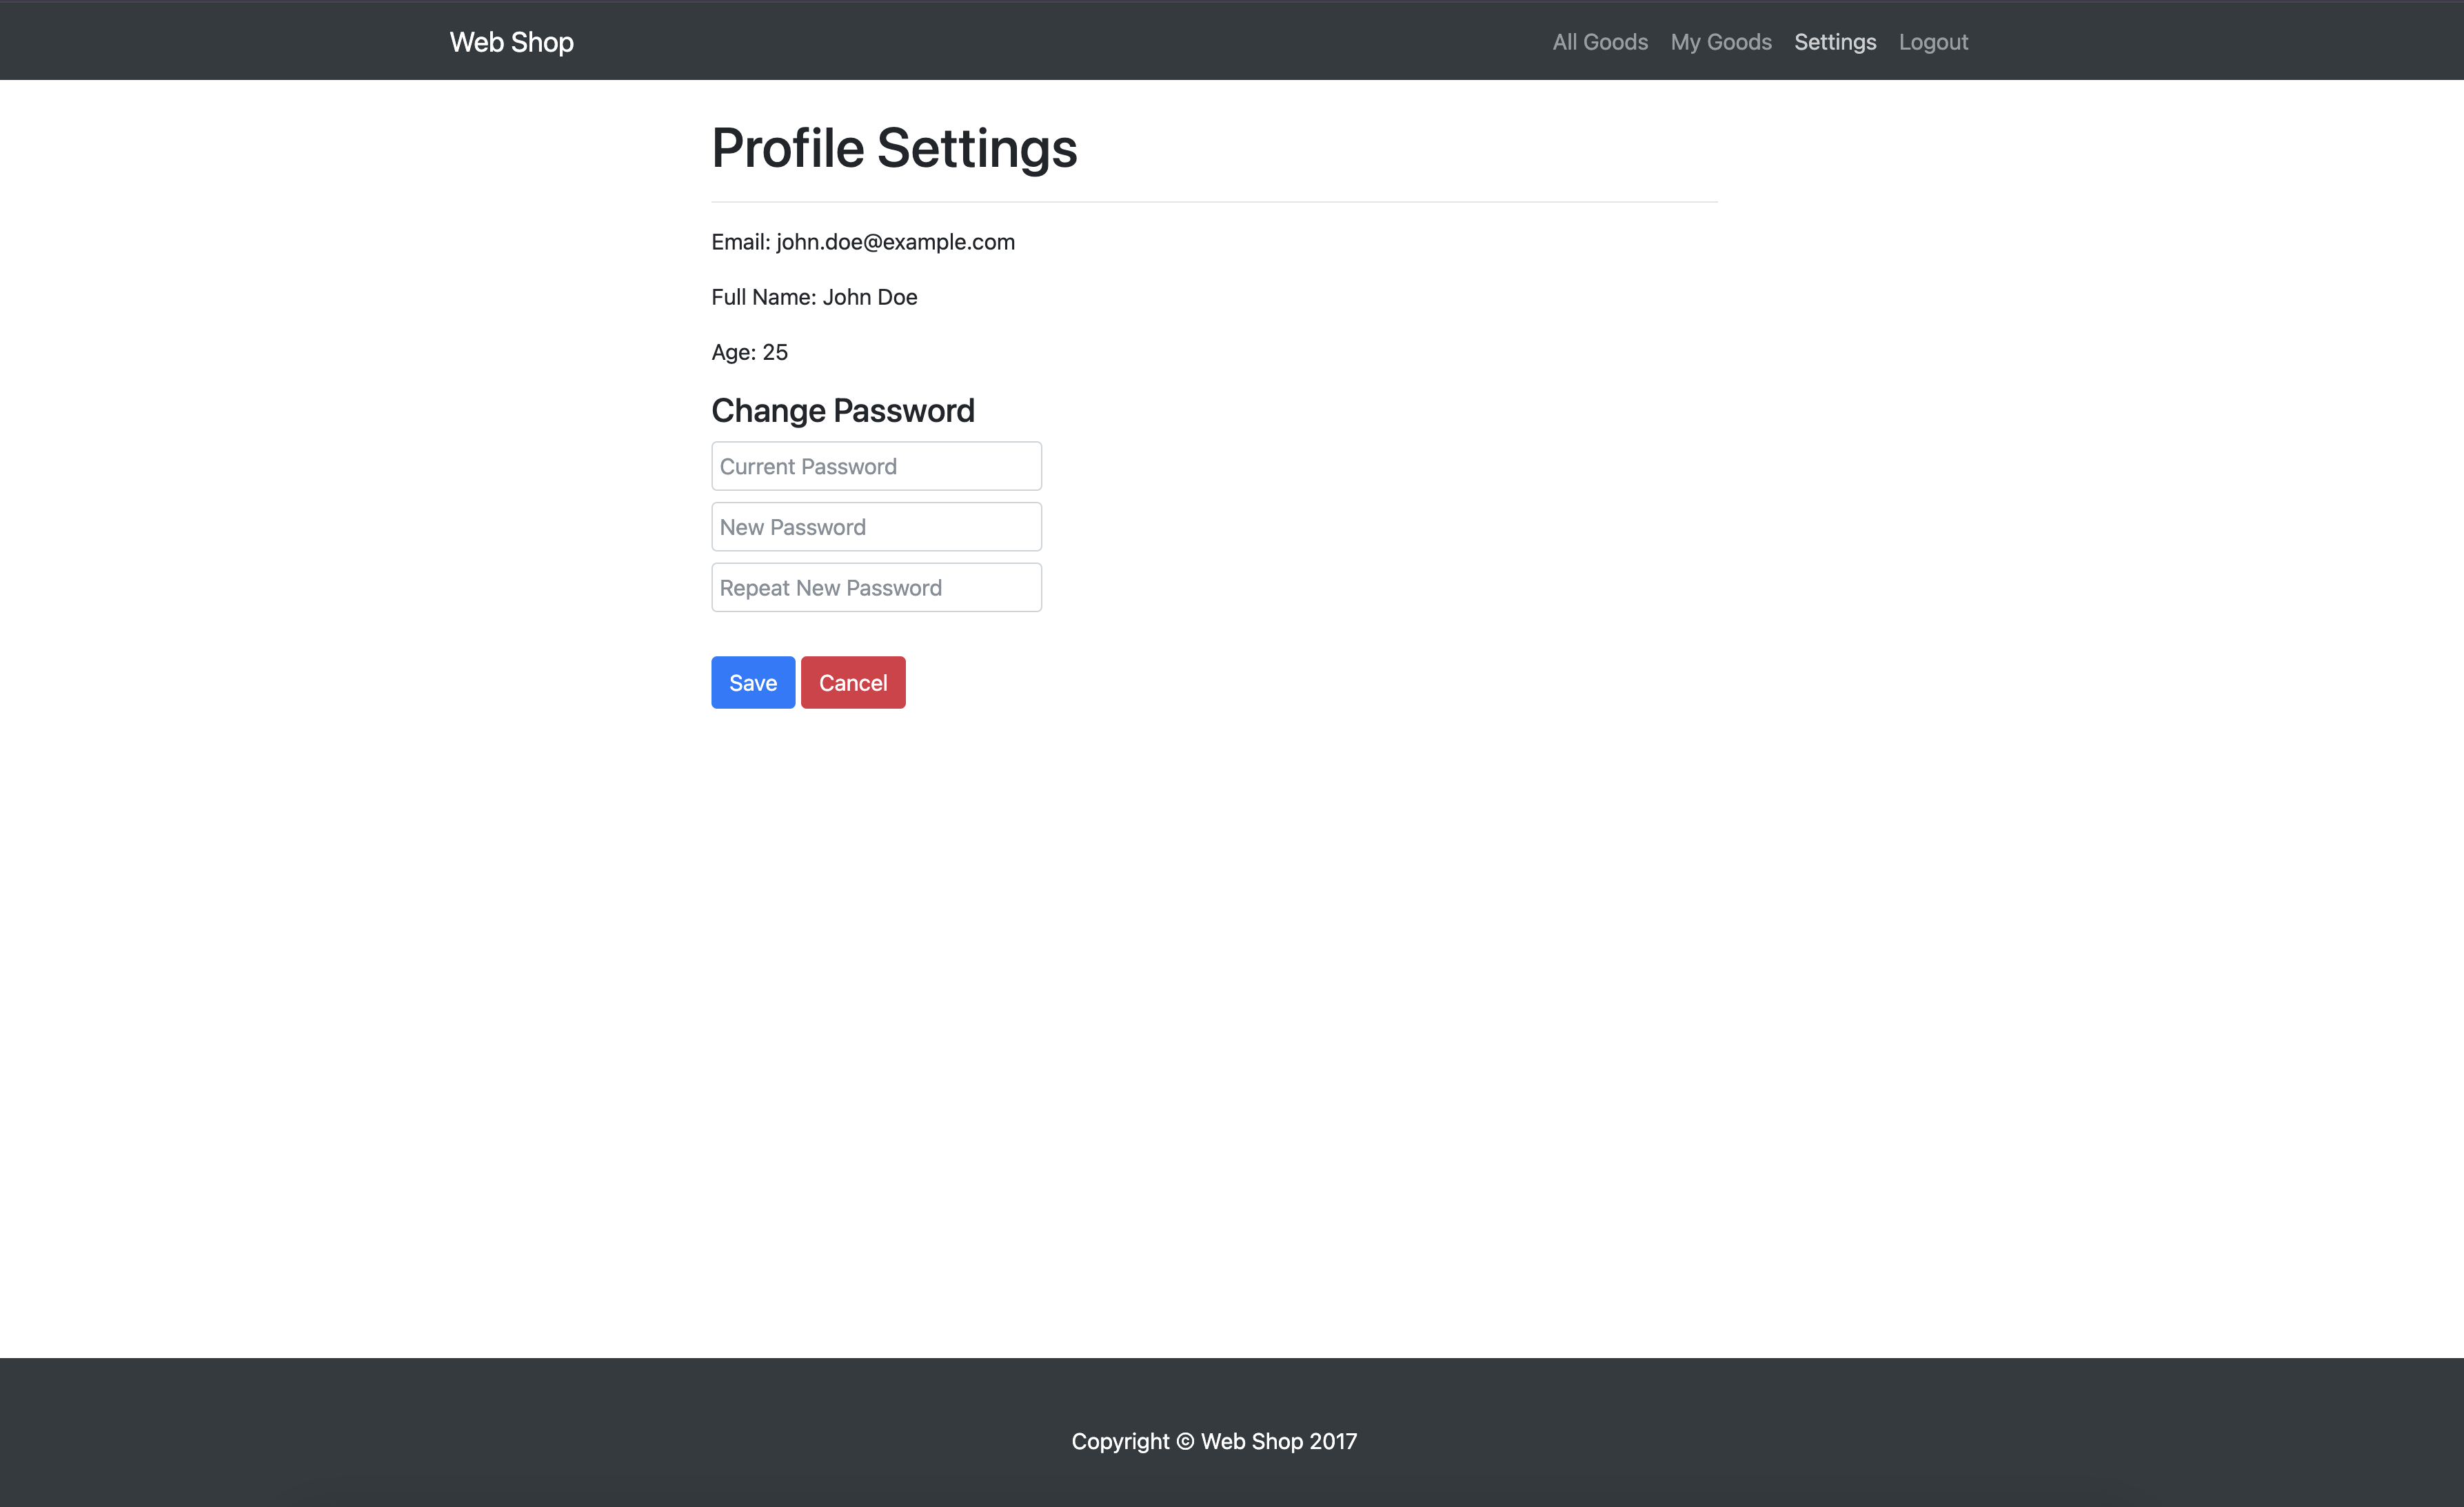 Web Shop
All Goods My Goods Settings Logout
Profile Settings
Email: john.doe@example.com
Full Name: John Doe
Age: 25
Change Password
Current Password
New Password
Repeat New Password
Save Cancel
Copyright © Web Shop 2017